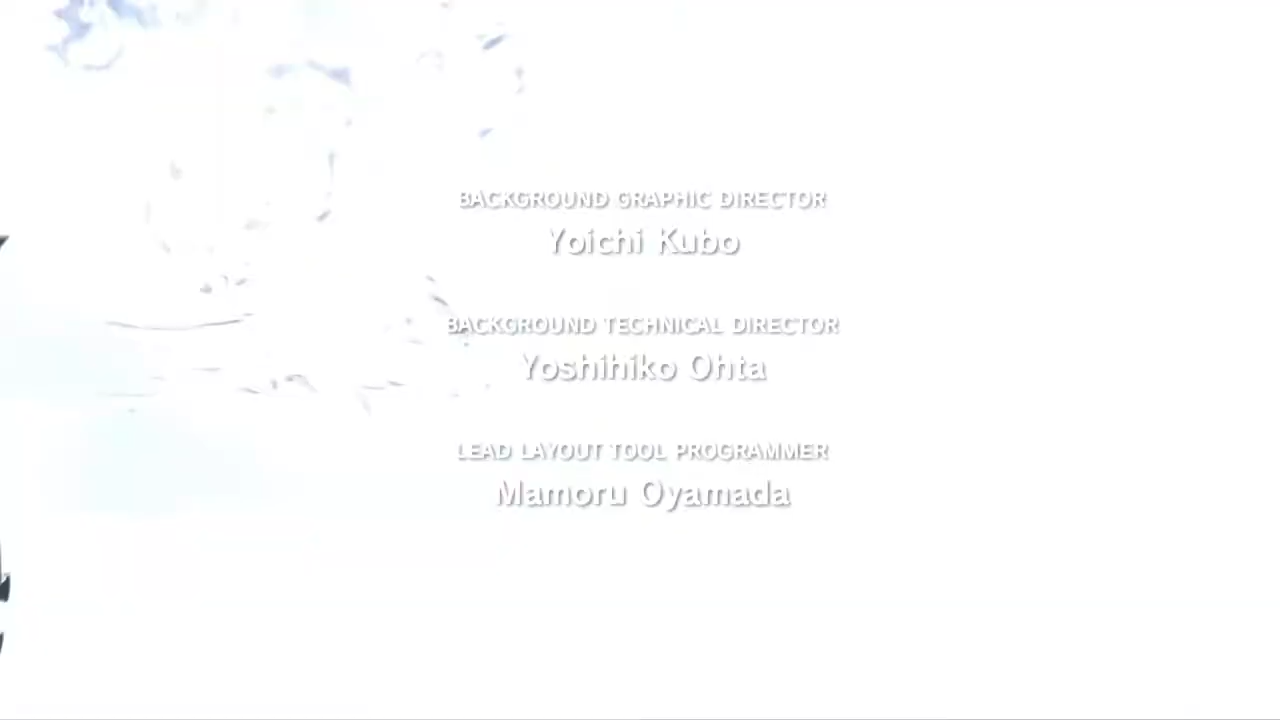 BACKGROUND GRAPHIC DIRECTOR
Yoichi Kubo
BACKGROUND TECHNICAL DIRECTOR
Yoshihiko Ohta
LEAD LAYOUT TOOL PROGRAMMER
Mamoru Oyamada